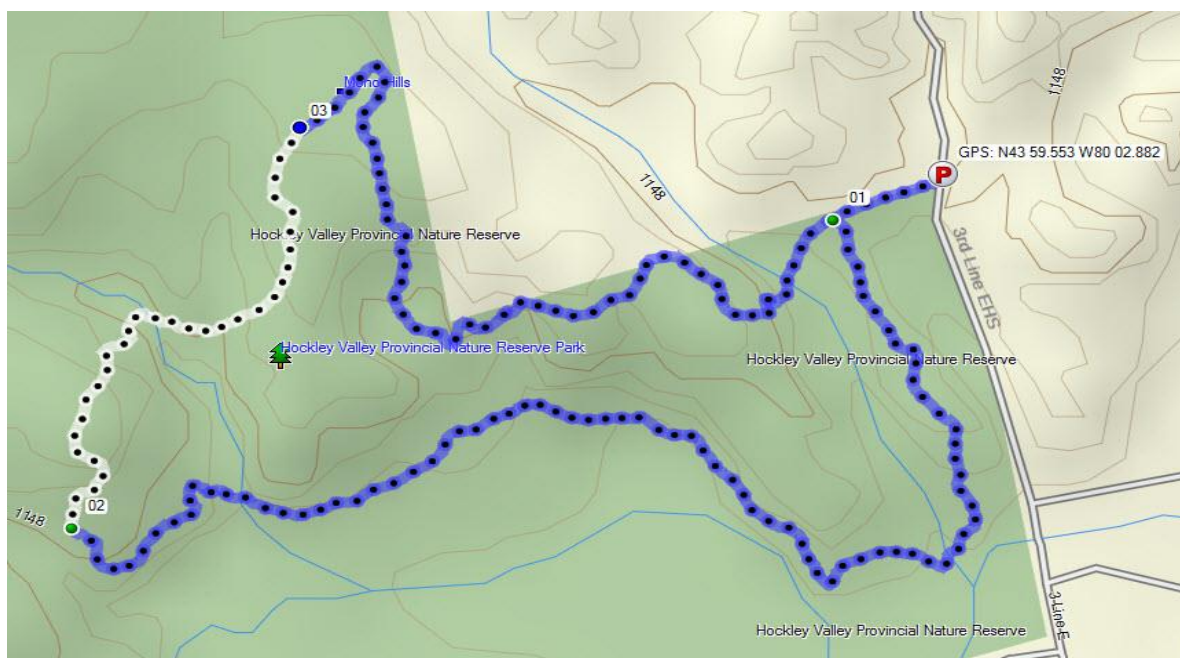 Mono Hills
1148
03
GPS: N43 59.553 W80 02.882
P
1148
01
Hockley Valley Provincial Nature Reserve
3rd Line EHS
Hockley Valley Provincial Nature Reserve Park
Hockley Valley Provincial Nature Reserve
02
1148
3 Line E
Hockley Valley Provincial Nature Reserve